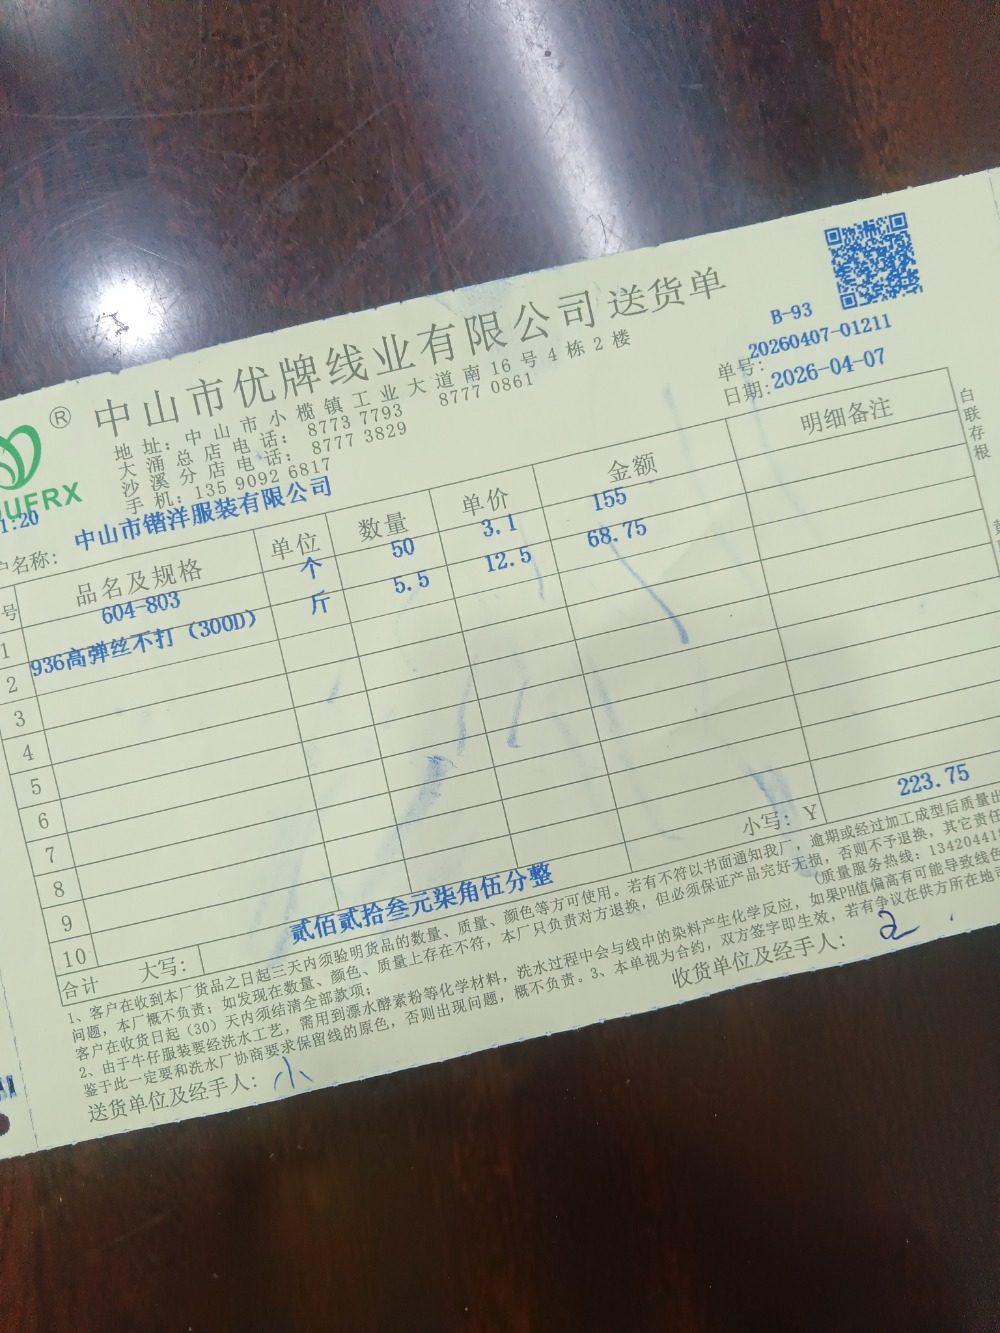 B-93
®
中山市优牌线业有限公司 送货单
单号: 20260407-01211
地址: 中山市小榄镇工业大道南16号4栋2楼
日期: 2026-04-07
大涌总店电话: 8773 7793 8777 0861
沙溪分店电话: 8777 3829
手机: 135 9092 6817
UFRX
1:20
户名称: 中山市锴洋服装有限公司
号 品名及规格 单位 数量 单价 金额 明细备注
1 604-803 个 50 3.1 155
2 936高弹丝不打（300D） 斤 5.5 12.5 68.75
3
4
5
6
7
8
9
10
合计 大写: 贰佰贰拾叁元柒角伍分整 小写: Y 223.75
1、客户在收到本厂货品之日起三天内须验明货品的数量、质量、颜色等方可使用。若有不符以书面通知我厂，逾期或经过加工成型后质量出
问题，本厂概不负责；如发现在数量、颜色、质量上存在不符，本厂只负责对方退换，但必须保证产品完好无损，否则不予退换，其它责任
客户在收货日起（30）天内须结清全部款项； （质量服务热线: 1342044
2、由于牛仔服装要经洗水工艺，需用到漂水酵素粉等化学材料，洗水过程中会与线中的染料产生化学反应，如果PH值偏高有可能导致线色
鉴于此一定要和洗水厂协商要求保留线的原色，否则出现问题，概不负责。3、本单视为合约，双方签字即生效，若有争议在供方所在地
送货单位及经手人: 小 收货单位及经手人:
白联存根